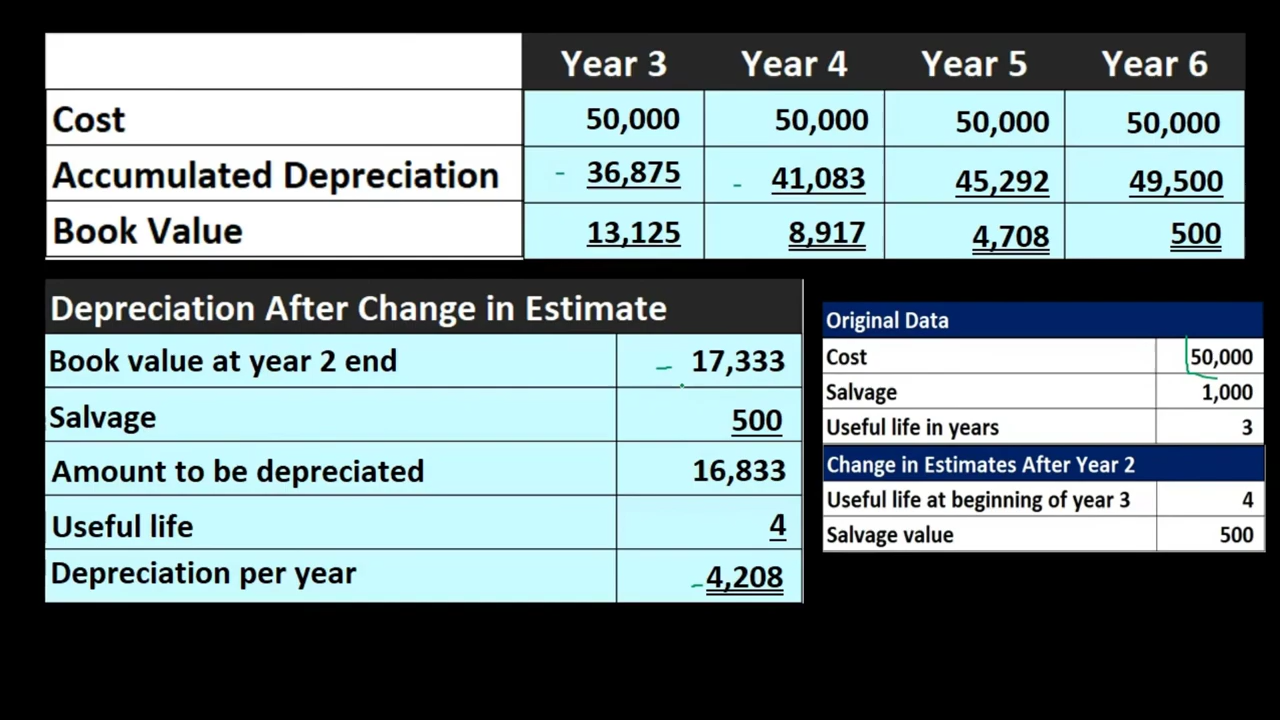 Year 3 Year 4 Year 5 Year 6
Cost 50,000 50,000 50,000 50,000
Accumulated Depreciation - 36,875 - 41,083 45,292 49,500
Book Value 13,125 8,917 4,708 500
Depreciation After Change in Estimate
Book value at year 2 end - 17,333
Salvage 500
Amount to be depreciated 16,833
Useful life 4
Depreciation per year - 4,208
Original Data
Cost 50,000
Salvage 1,000
Useful life in years 3
Change in Estimates After Year 2
Useful life at beginning of year 3 4
Salvage value 500